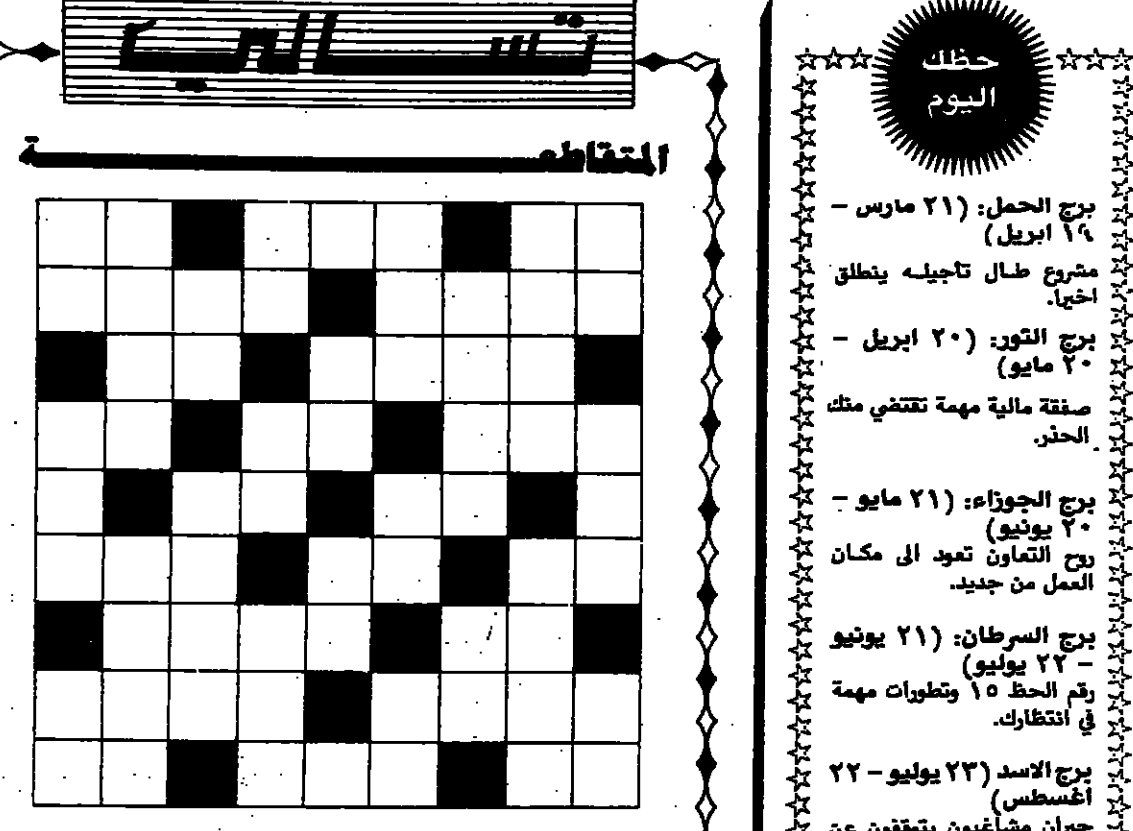 تسالية
المتقاطعة
حظك
اليوم
برج الحمل: (٢١ مارس –
١٩ ابريل)
مشروع طال تأجيله ينطلق
اخيرا.
برج الثور: (٢٠ ابريل –
٢٠ مايو)
صفقة مالية مهمة تقتضي منك
الحذر.
برج الجوزاء: (٢١ مايو –
٢٠ يونيو)
روح التعاون تعود الى مكان
العمل من جديد.
برج السرطان: (٢١ يونيو
– ٢٢ يوليو)
رقم الحظ ١٥ وتطورات مهمة
في انتظارك.
برج الاسد (٢٣ يوليو – ٢٢
اغسطس)
جيران مشاغبون يتوقفون عن